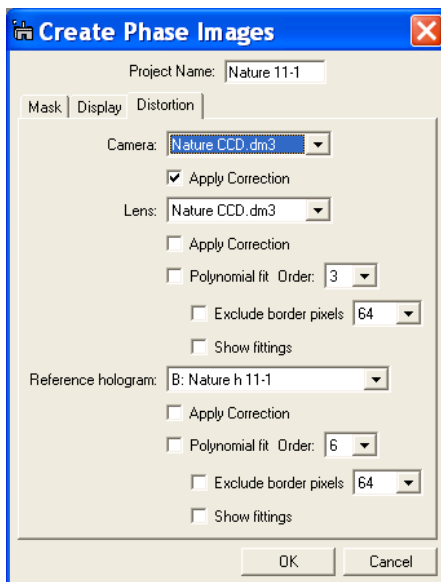 Create Phase Images
Project Name: Nature 11-1
Mask Display Distortion
Camera: Nature CCD.dm3
Apply Correction
Lens: Nature CCD.dm3
Apply Correction
Polynomial fit Order: 3
Exclude border pixels 64
Show fittings
Reference hologram: B: Nature h 11-1
Apply Correction
Polynomial fit Order: 6
Exclude border pixels 64
Show fittings
OK Cancel